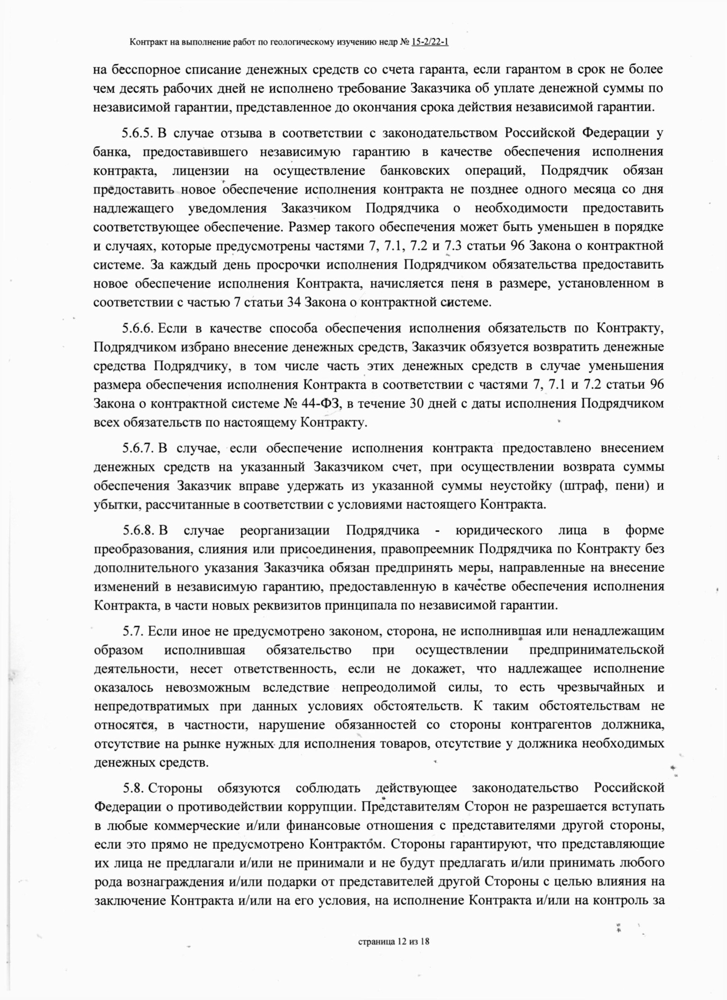 Контракт на выполнение работ по геологическому изучению недр № 15-2/22-1
на бесспорное списание денежных средств со счета гаранта, если гарантом в срок не более
чем десять рабочих дней не исполнено требование Заказчика об уплате денежной суммы по
независимой гарантии, представленное до окончания срока действия независимой гарантии.
5.6.5. В случае отзыва в соответствии с законодательством Российской Федерации у
банка, предоставившего независимую гарантию в качестве обеспечения исполнения
контракта, лицензии на осуществление банковских операций, Подрядчик обязан
предоставить новое обеспечение исполнения контракта не позднее одного месяца со дня
надлежащего уведомления Заказчиком Подрядчика о необходимости предоставить
соответствующее обеспечение. Размер такого обеспечения может быть уменьшен в порядке
и случаях, которые предусмотрены частями 7, 7.1, 7.2 и 7.3 статьи 96 Закона о контрактной
системе. За каждый день просрочки исполнения Подрядчиком обязательства предоставить
новое обеспечение исполнения Контракта, начисляется пеня в размере, установленном в
соответствии с частью 7 статьи 34 Закона о контрактной системе.
5.6.6. Если в качестве способа обеспечения исполнения обязательств по Контракту,
Подрядчиком избрано внесение денежных средств, Заказчик обязуется возвратить денежные
средства Подрядчику, в том числе часть этих денежных средств в случае уменьшения
размера обеспечения исполнения Контракта в соответствии с частями 7, 7.1 и 7.2 статьи 96
Закона о контрактной системе № 44-ФЗ, в течение 30 дней с даты исполнения Подрядчиком
всех обязательств по настоящему Контракту.
5.6.7. В случае, если обеспечение исполнения контракта предоставлено внесением
денежных средств на указанный Заказчиком счет, при осуществлении возврата суммы
обеспечения Заказчик вправе удержать из указанной суммы неустойку (штраф, пени) и
убытки, рассчитанные в соответствии с условиями настоящего Контракта.
5.6.8. В случае реорганизации Подрядчика - юридического лица в форме
преобразования, слияния или присоединения, правопреемник Подрядчика по Контракту без
дополнительного указания Заказчика обязан предпринять меры, направленные на внесение
изменений в независимую гарантию, предоставленную в качестве обеспечения исполнения
Контракта, в части новых реквизитов принципала по независимой гарантии.
5.7. Если иное не предусмотрено законом, сторона, не исполнившая или ненадлежащим
образом исполнившая обязательство при осуществлении предпринимательской
деятельности, несет ответственность, если не докажет, что надлежащее исполнение
оказалось невозможным вследствие непреодолимой силы, то есть чрезвычайных и
непредотвратимых при данных условиях обстоятельств. К таким обстоятельствам не
относятся, в частности, нарушение обязанностей со стороны контрагентов должника,
отсутствие на рынке нужных для исполнения товаров, отсутствие у должника необходимых
денежных средств.
5.8. Стороны обязуются соблюдать действующее законодательство Российской
Федерации о противодействии коррупции. Представителям Сторон не разрешается вступать
в любые коммерческие и/или финансовые отношения с представителями другой стороны,
если это прямо не предусмотрено Контрактом. Стороны гарантируют, что представляющие
их лица не предлагали и/или не принимали и не будут предлагать и/или принимать любого
рода вознаграждения и/или подарки от представителей другой Стороны с целью влияния на
заключение Контракта и/или на его условия, на исполнение Контракта и/или на контроль за
страница 12 из 18